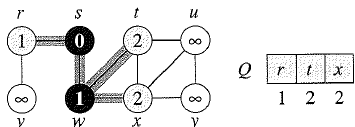 r s t u
1 0 2 ∞
Q r t x
∞ 1 2 ∞
1 2 2
v w x y